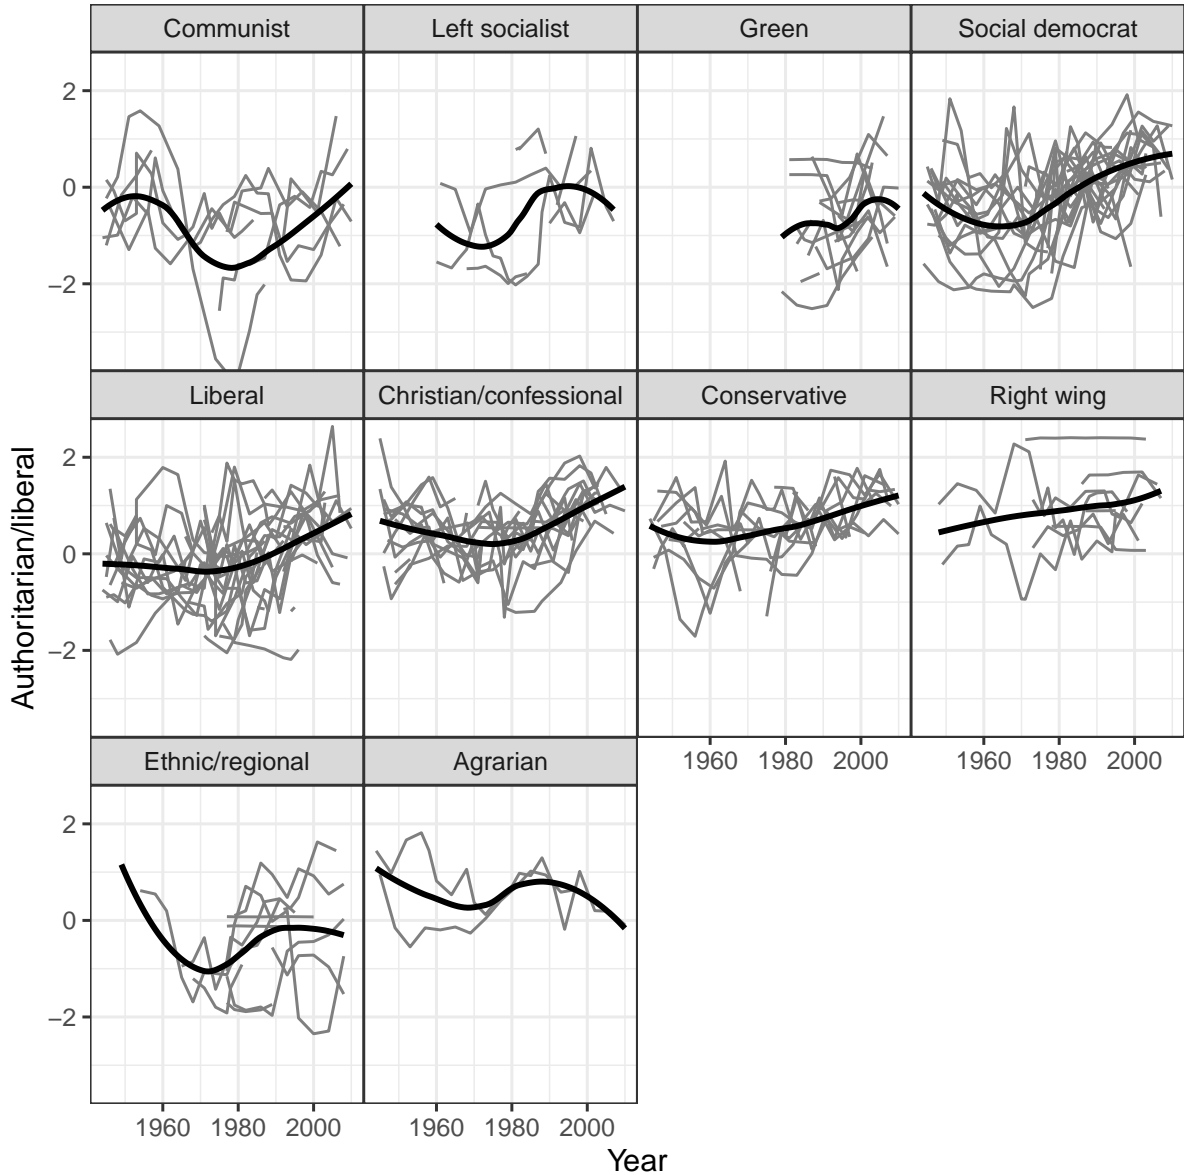 Communist Left socialist Green Social democrat
2
0
−2
Liberal Christian/confessional Conservative Right wing
2
0
−2
1960 1980 2000 1960 1980 2000
Ethnic/regional Agrarian
2
0
−2
1960 1980 2000 1960 1980 2000
Authoritarian/liberal
Year